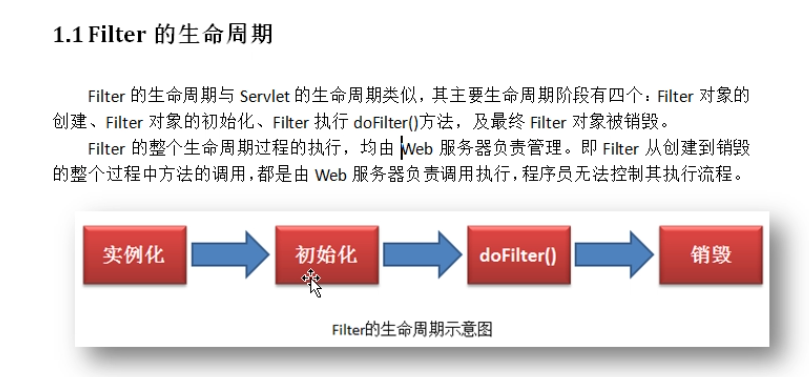 1.1 Filter 的生命周期
Filter 的生命周期与 Servlet 的生命周期类似，其主要生命周期阶段有四个：Filter 对象的
创建、Filter 对象的初始化、Filter 执行 doFilter()方法，及最终 Filter 对象被销毁。
Filter 的整个生命周期过程的执行，均由 Web 服务器负责管理。即 Filter 从创建到销毁
的整个过程中方法的调用，都是由 Web 服务器负责调用执行，程序员无法控制其执行流程。
实例化
初始化
doFilter()
销毁
Filter的生命周期示意图